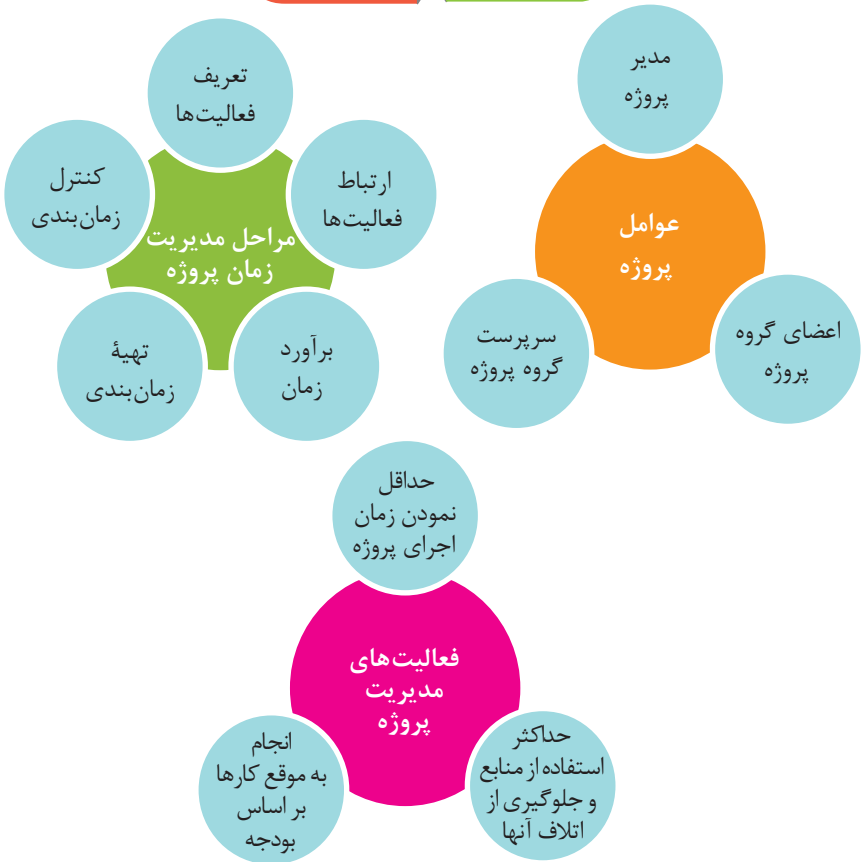 مدیر
پروژه
عوامل
پروژه
اعضای گروه
پروژه
سرپرست
گروه پروژه
تعریف
فعالیت‌ها
ارتباط
فعالیت‌ها
برآورد
زمان
تهیۀ
زمان‌بندی
کنترل
زمان‌بندی
مراحل مدیریت
زمان پروژه
حداقل
نمودن زمان
اجرای پروژه
فعالیت‌های
مدیریت
پروژه
حداکثر
استفاده از منابع
و جلوگیری از
اتلاف آنها
انجام
به موقع کارها
بر اساس
بودجه